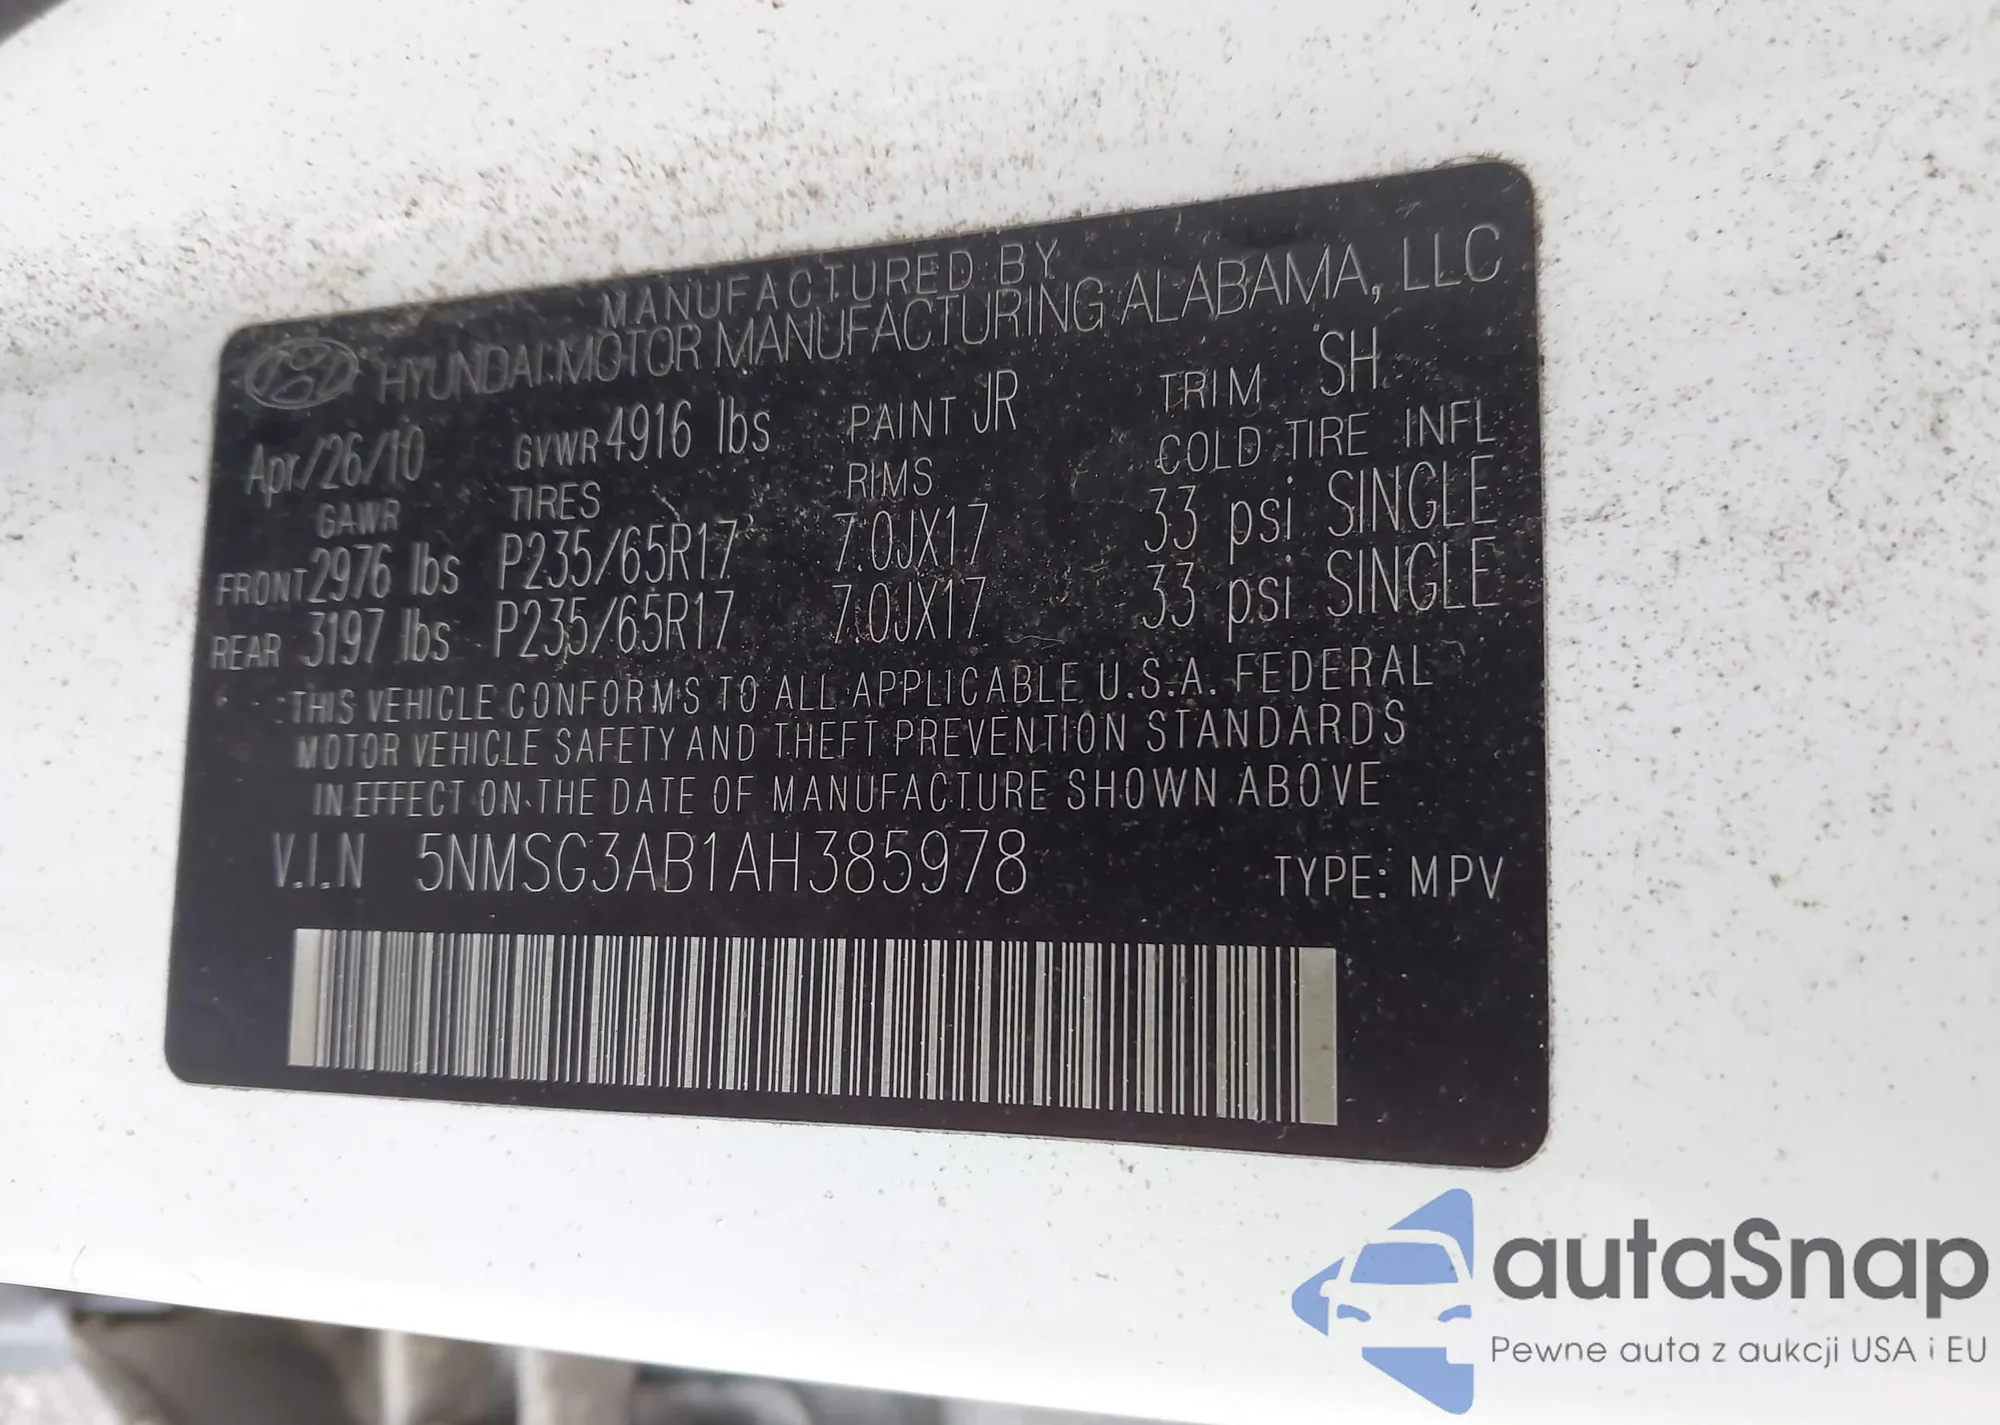 MANUFACTURED BY
HYUNDAI MOTOR MANUFACTURING ALABAMA, LLC
Apr/26/10 GVWR 4916 lbs PAINT JR TRIM SH
GAWR TIRES RIMS COLD TIRE INFL
FRONT 2976 lbs P235/65R17 7.0JX17 33 psi SINGLE
REAR 3197 lbs P235/65R17 7.0JX17 33 psi SINGLE
THIS VEHICLE CONFORMS TO ALL APPLICABLE U.S.A. FEDERAL
MOTOR VEHICLE SAFETY AND THEFT PREVENTION STANDARDS
IN EFFECT ON THE DATE OF MANUFACTURE SHOWN ABOVE
V.I.N 5NMSG3AB1AH385978 TYPE: MPV
autaSnap
Pewne auta z aukcji USA i EU